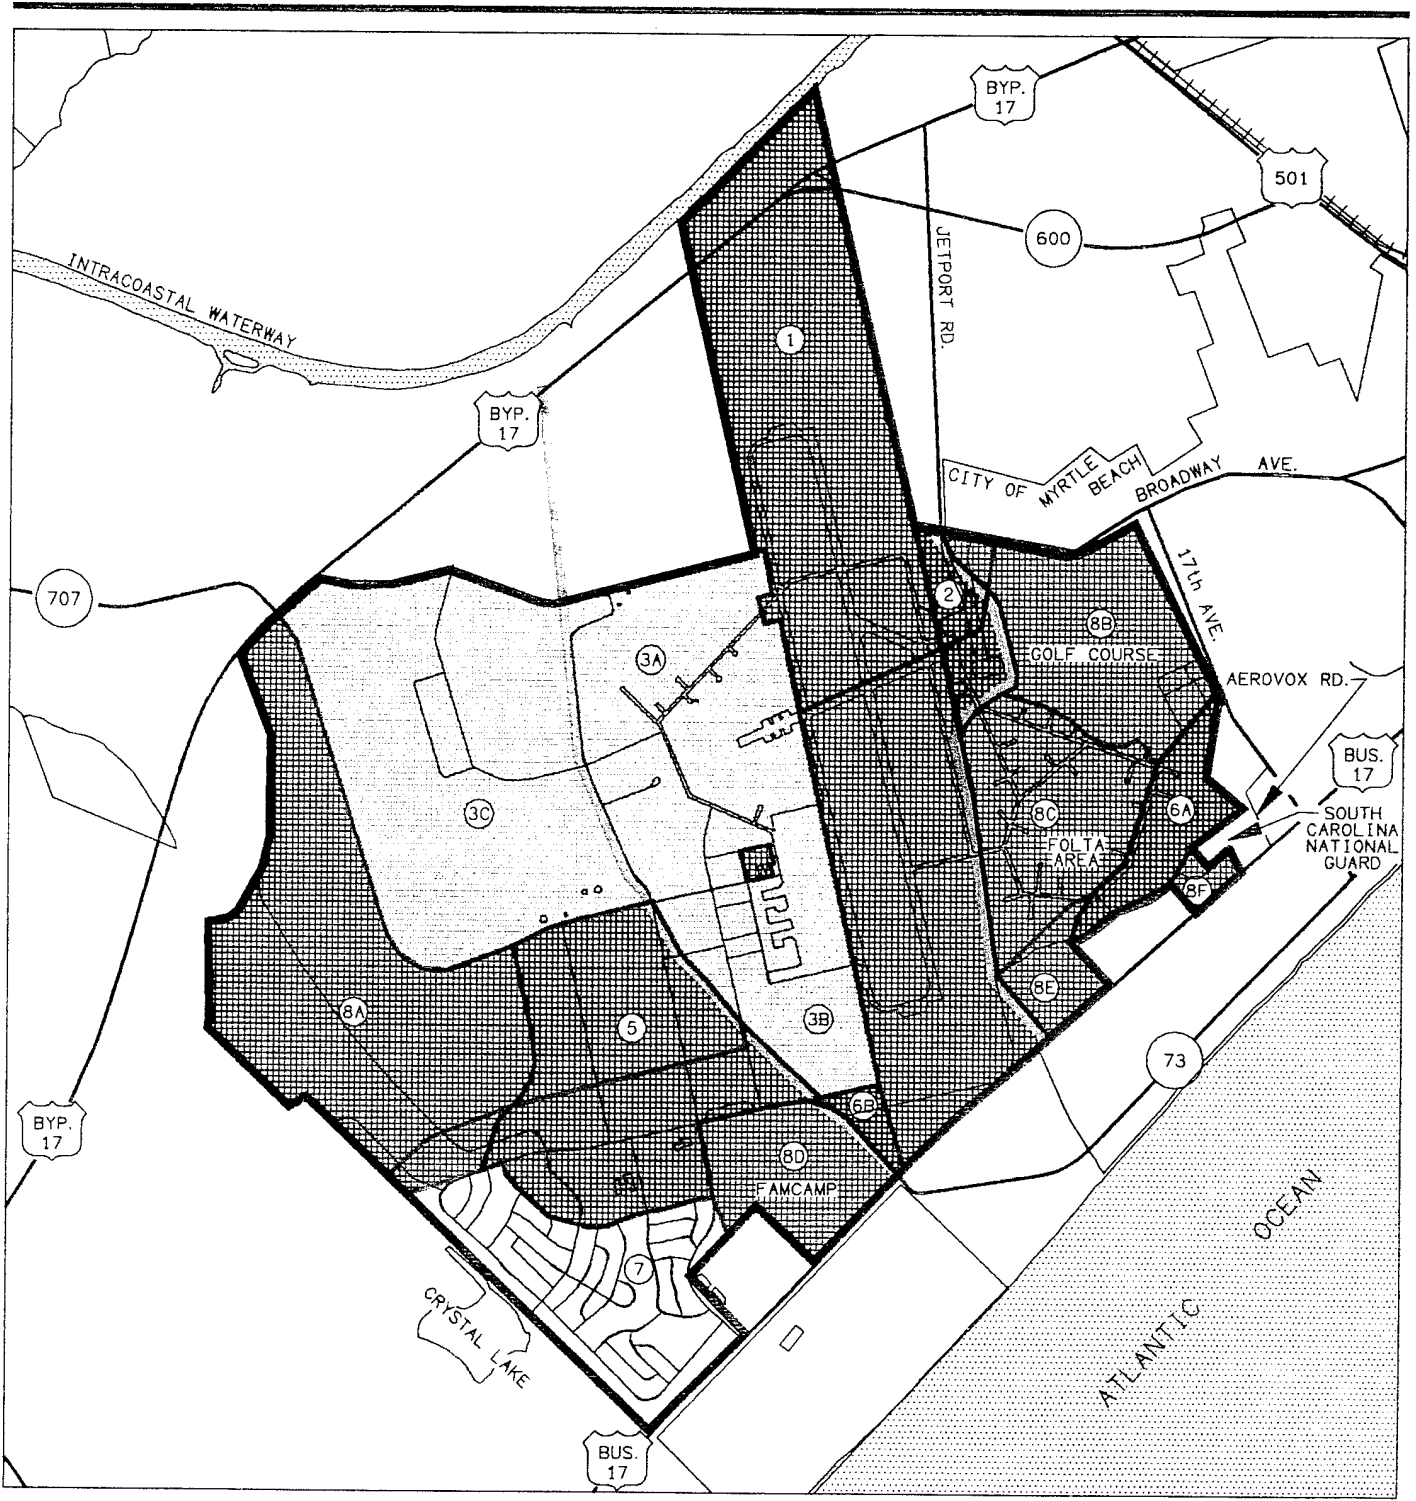 BYP.
17
501
600
JETPORT RD.
INTRACOASTAL WATERWAY
1
BYP.
17
CITY OF MYRTLE
BEACH
BROADWAY AVE.
17th AVE.
707
2
8B
GOLF COURSE
3A
AEROVOX RD.
BUS.
17
3C
8C
6A
FOLTA
AREA
SOUTH
CAROLINA
NATIONAL
GUARD
8F
8E
8A
5
3B
73
6B
BYP.
17
8D
FAMCAMP
7
CRYSTAL LAKE
ATLANTIC OCEAN
BUS.
17